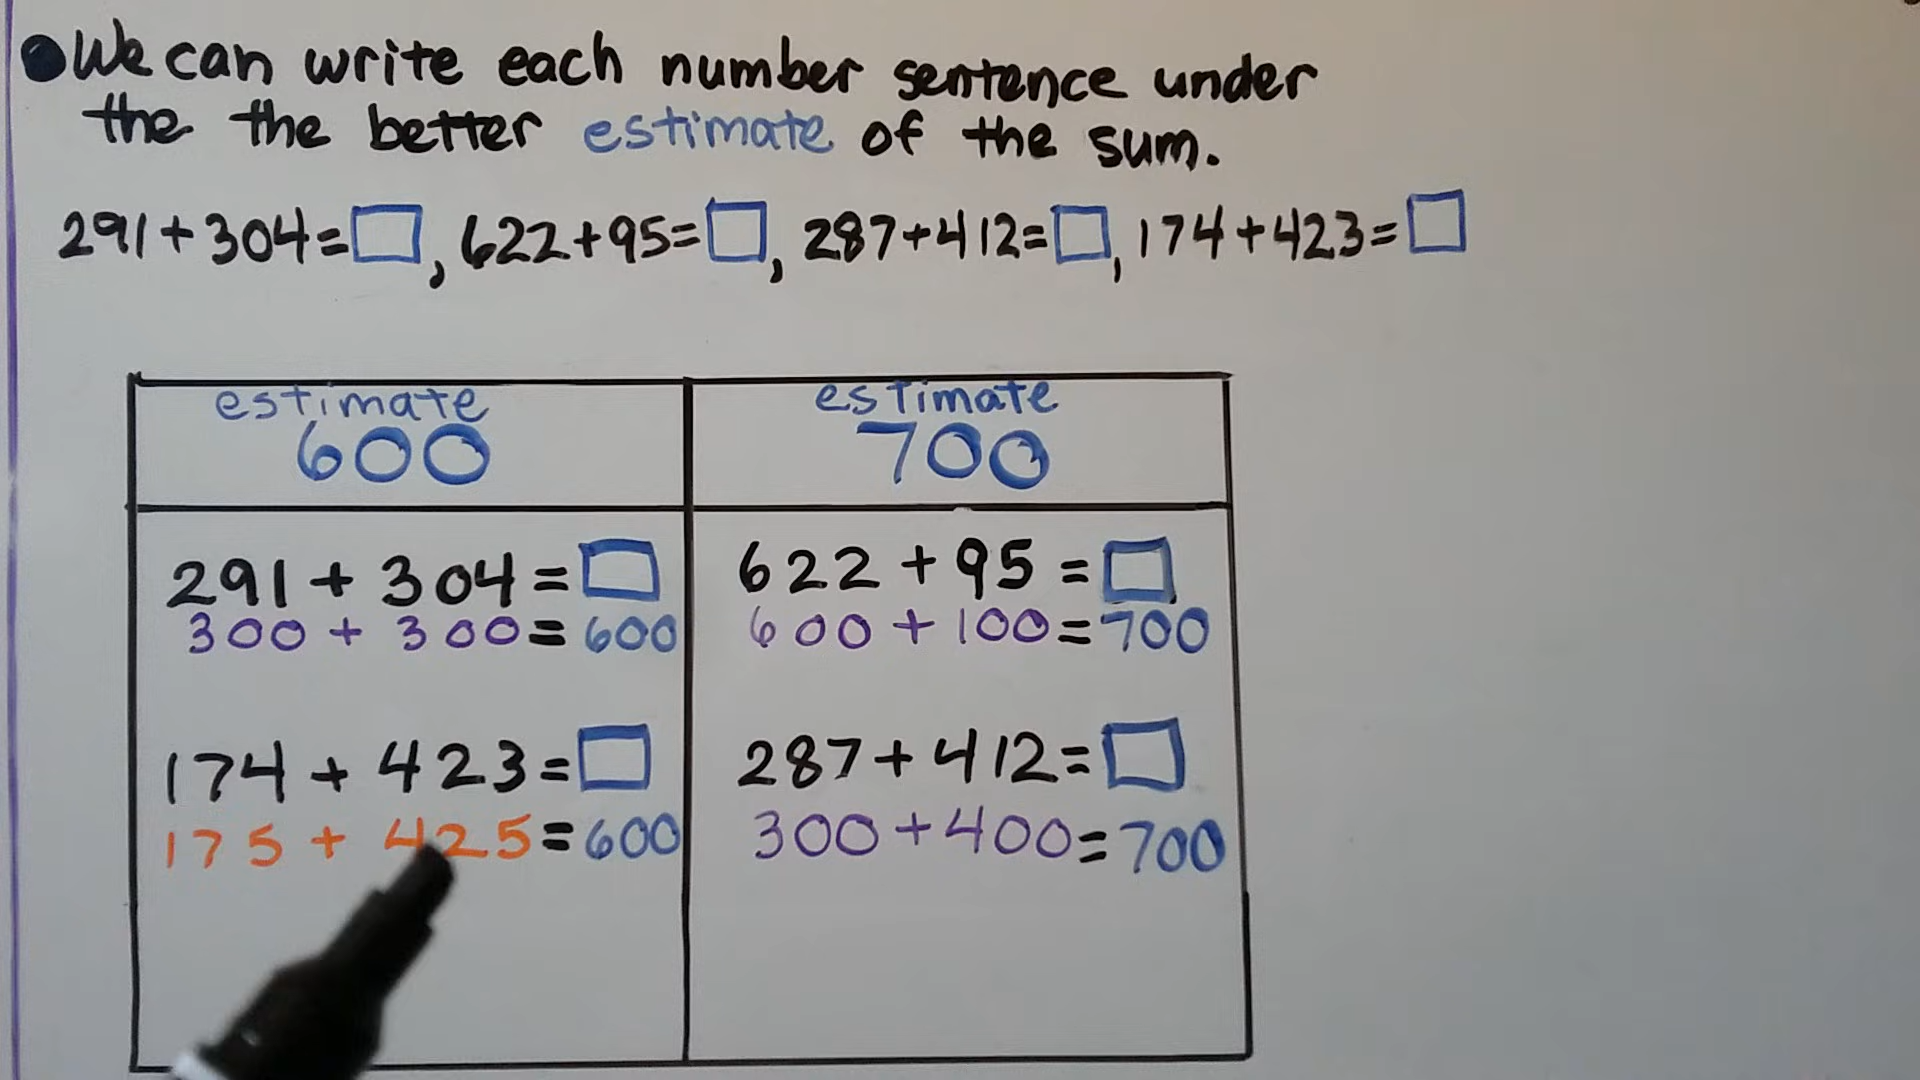 We can write each number sentence under
the the better estimate of the sum.
291+304=□, 622+95=□, 287+412=□, 174+423=□
estimate
600
estimate
700
291 + 304 = □
300 + 300 = 600
174 + 423 = □
175 + 425 = 600
622 + 95 = □
600 + 100 = 700
287 + 412 = □
300 + 400 = 700